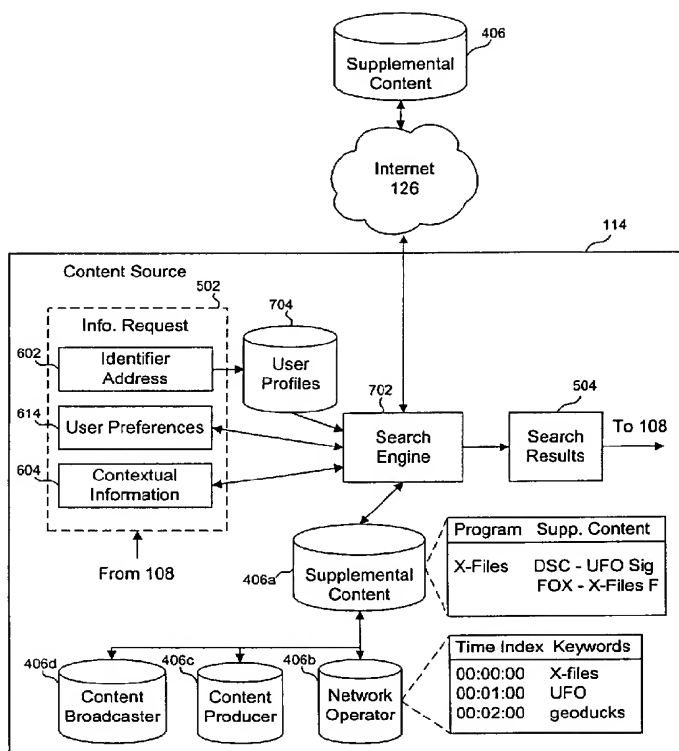 406
Supplemental
Content
Internet
126
114
Content Source
502
704
Info. Request
602
Identifier
Address
User
Profiles
702
504
614
User Preferences
Search
Engine
Search
Results
To 108
604
Contextual
Information
From 108
406a
Supplemental
Content
Program Supp. Content
X-Files DSC - UFO Sig
FOX - X-Files F
406d
406c
406b
Content
Broadcaster
Content
Producer
Network
Operator
Time Index Keywords
00:00:00 X-files
00:01:00 UFO
00:02:00 geoducks